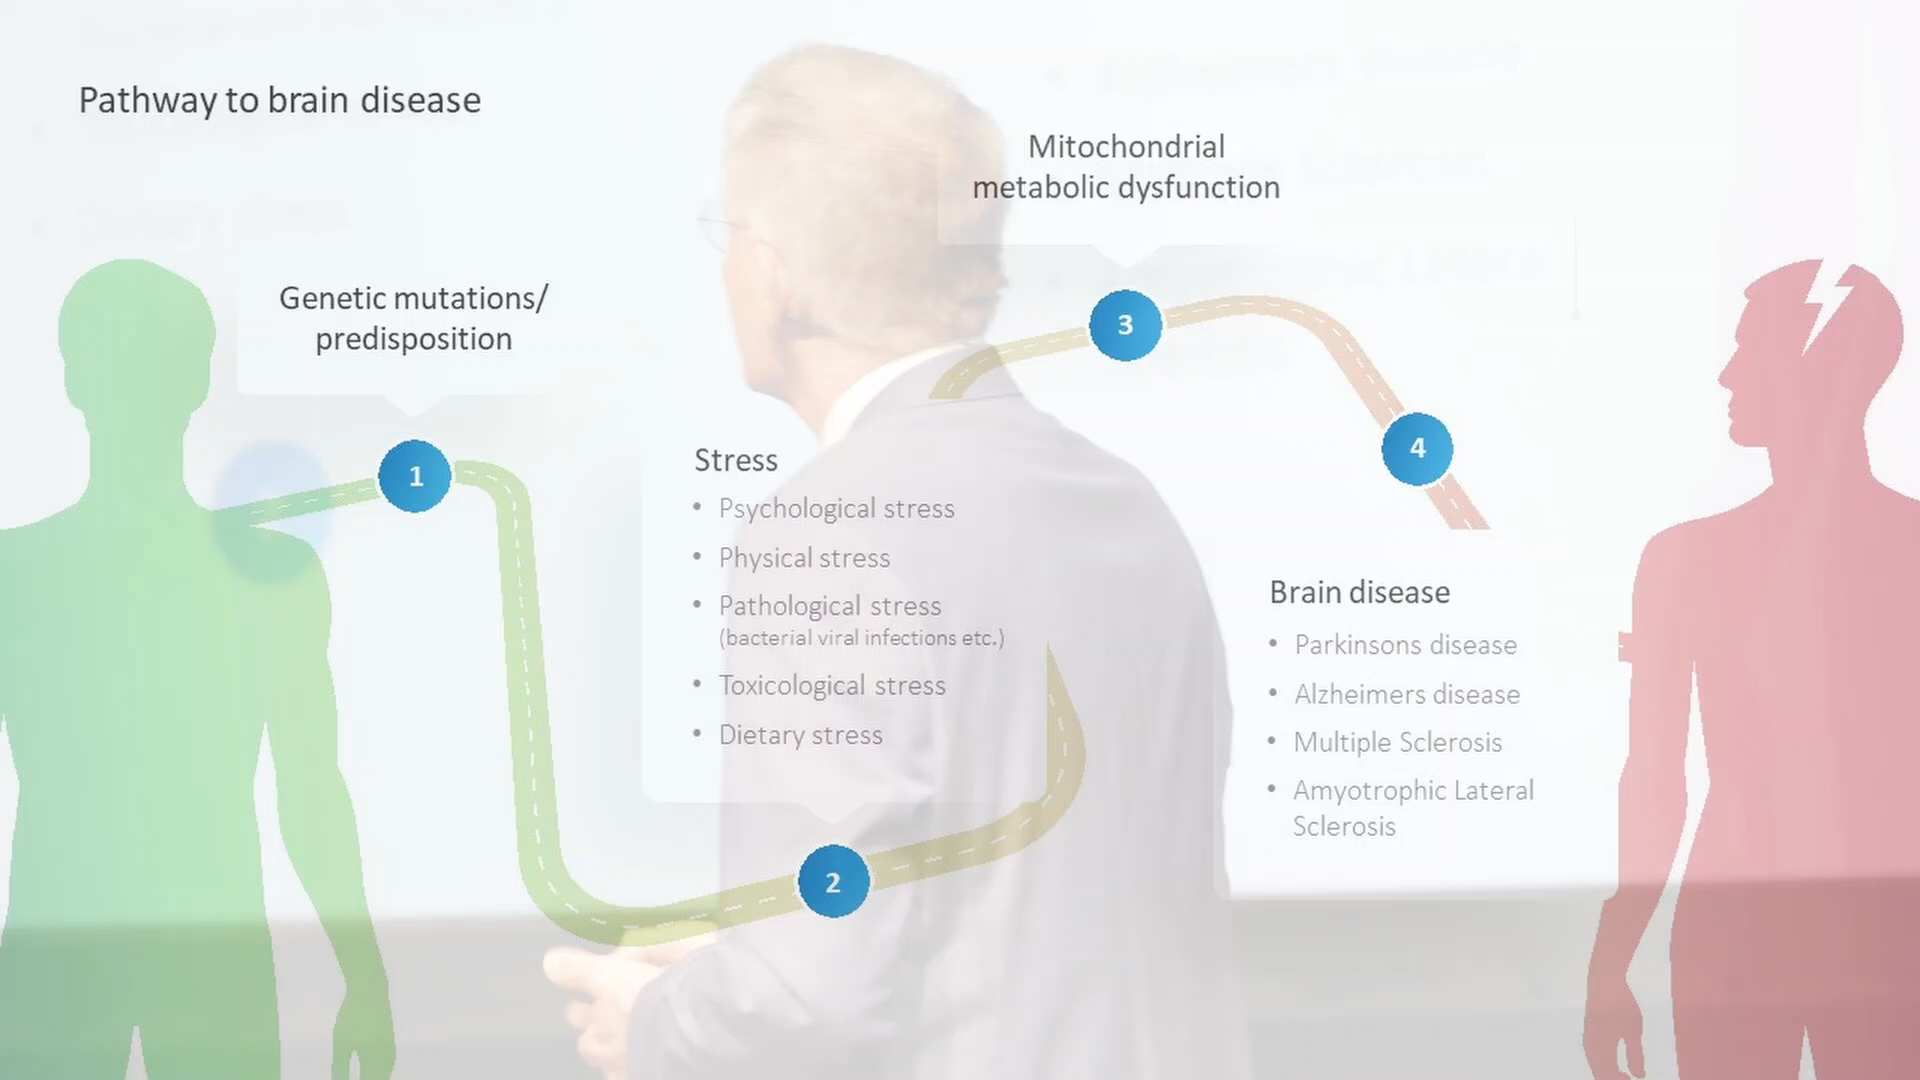 Pathway to brain disease
Genetic mutations/
predisposition
1
Stress
• Psychological stress
• Physical stress
• Pathological stress
(bacterial viral infections etc.)
• Toxicological stress
• Dietary stress
2
Mitochondrial
metabolic dysfunction
3
4
Brain disease
• Parkinsons disease
• Alzheimers disease
• Multiple Sclerosis
• Amyotrophic Lateral
Sclerosis